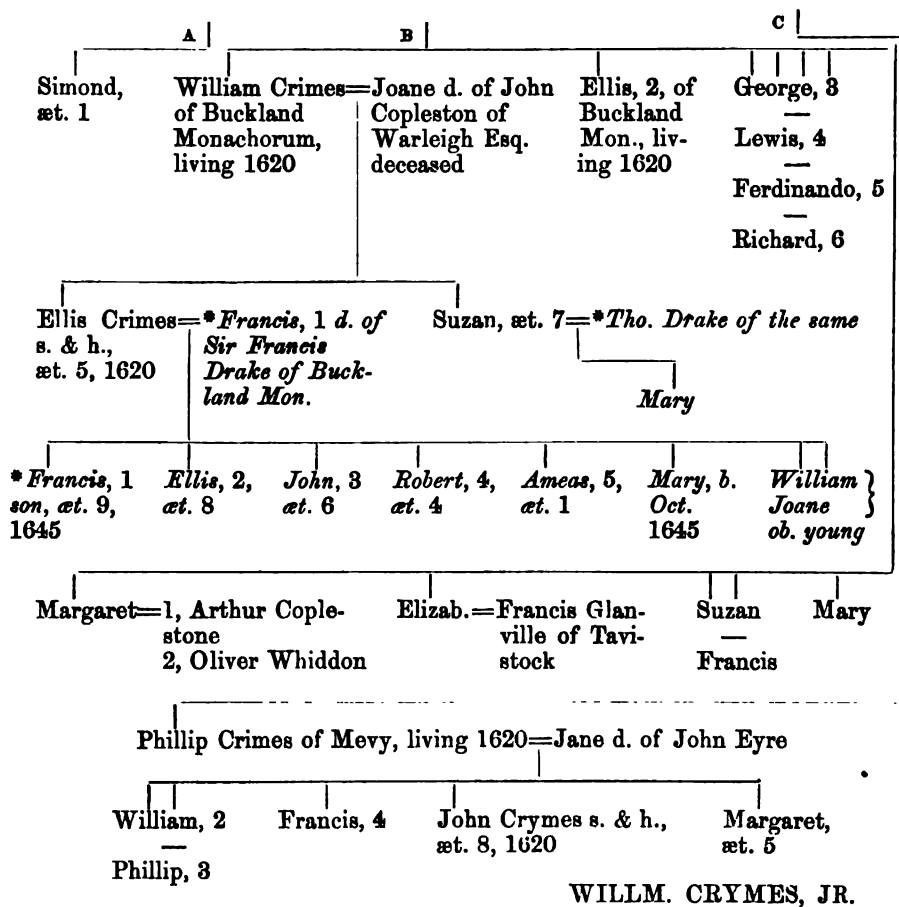 A B C
Simond,
æt. 1
William Crimes=Joane d. of John
of Buckland
Monachorum,
living 1620
Copleston of
Warleigh Esq.
deceased
Ellis, 2, of
Buckland
Mon., liv-
ing 1620
George, 3
—
Lewis, 4
—
Ferdinando, 5
—
Richard, 6
Ellis Crimes=*Francis, 1 d. of
s. & h.,
æt. 5, 1620
Sir Francis
Drake of Buck-
land Mon.
Suzan, æt. 7=*Tho. Drake of the same
Mary
*Francis, 1
son, æt. 9,
1645
Ellis, 2,
æt. 8
John, 3
æt. 6
Robert, 4,
æt. 4
Ameas, 5,
æt. 1
Mary, b.
Oct.
1645
William
Joane
ob. young
}
Margaret=1, Arthur Cople-
stone
2, Oliver Whiddon
Elizab.=Francis Glan-
ville of Tavi-
stock
Suzan
—
Francis
Mary
Phillip Crimes of Mevy, living 1620=Jane d. of John Eyre
William, 2
—
Phillip, 3
Francis, 4
John Crymes s. & h.,
æt. 8, 1620
Margaret,
æt. 5
WILLM. CRYMES, JR.